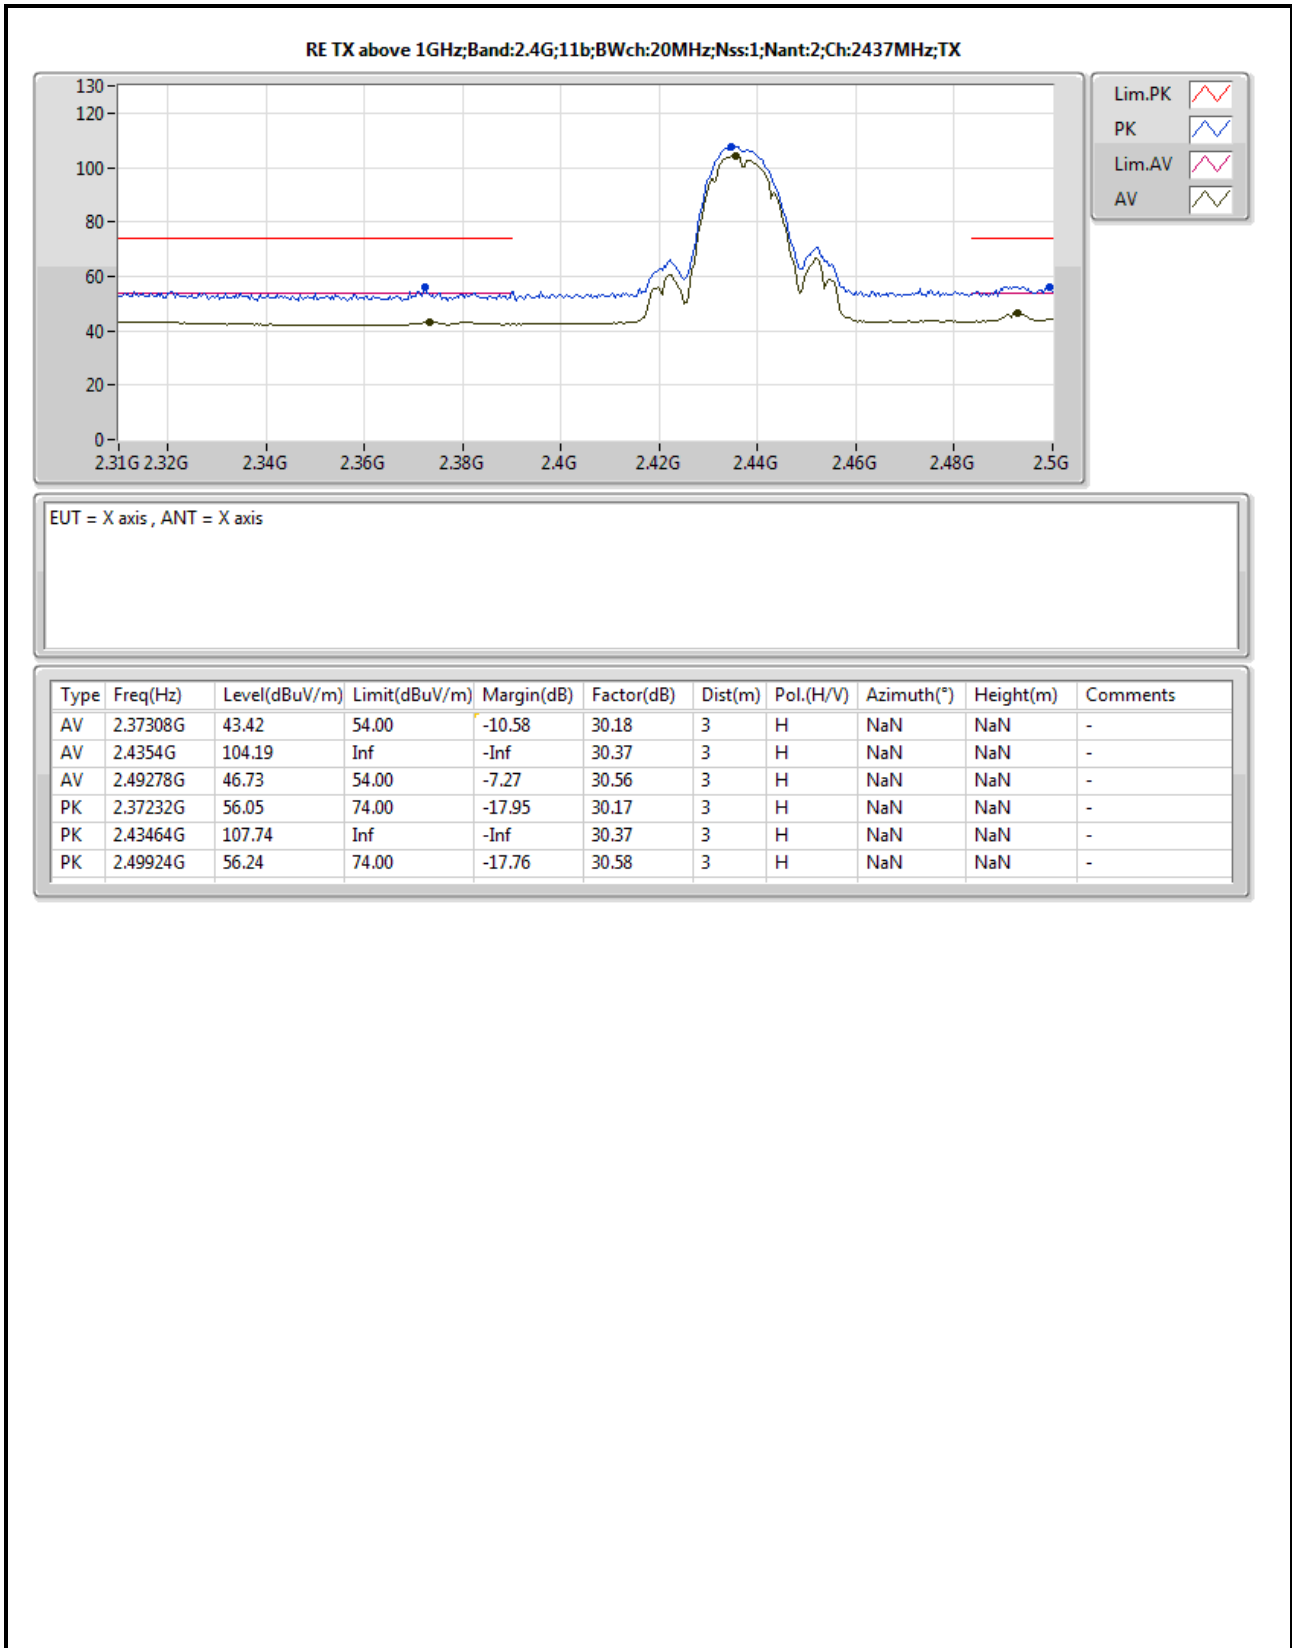 RE TX above 1GHz;Band:2.4G;11b;BWch:20MHz;Nss:1;Nant:2;Ch:2437MHz;TX
130
120
100
80
60
40
20
0
2.31G 2.32G 2.34G 2.36G 2.38G 2.4G 2.42G 2.44G 2.46G 2.48G 2.5G
Lim.PK
PK
Lim.AV
AV
EUT = X axis , ANT = X axis
Type Freq(Hz) Level(dBuV/m) Limit(dBuV/m) Margin(dB) Factor(dB) Dist(m) Pol.(H/V) Azimuth(°) Height(m) Comments
AV 2.37308G 43.42 54.00 -10.58 30.18 3 H NaN NaN -
AV 2.4354G 104.19 Inf -Inf 30.37 3 H NaN NaN -
AV 2.49278G 46.73 54.00 -7.27 30.56 3 H NaN NaN -
PK 2.37232G 56.05 74.00 -17.95 30.17 3 H NaN NaN -
PK 2.43464G 107.74 Inf -Inf 30.37 3 H NaN NaN -
PK 2.49924G 56.24 74.00 -17.76 30.58 3 H NaN NaN -